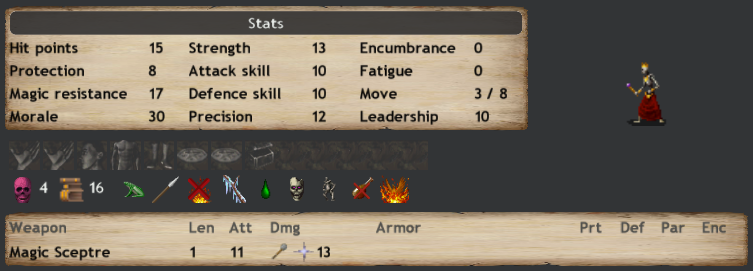 Stats
Hit points 15 Strength 13 Encumbrance 0
Protection 8 Attack skill 10 Fatigue 0
Magic resistance 17 Defence skill 10 Move 3 / 8
Morale 30 Precision 12 Leadership 10
4 16
Weapon Len Att Dmg Armor Prt Def Par Enc
Magic Sceptre 1 11 13